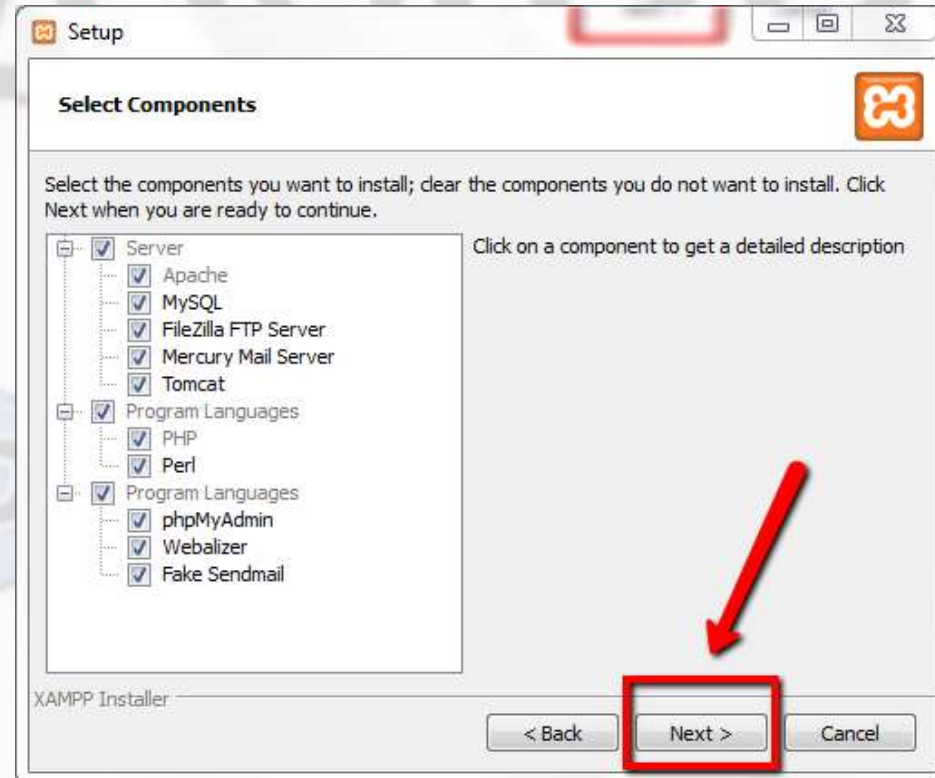 Setup
Select Components
Select the components you want to install; clear the components you do not want to install. Click
Next when you are ready to continue.
Server
Apache
MySQL
FileZilla FTP Server
Mercury Mail Server
Tomcat
Program Languages
PHP
Perl
Program Languages
phpMyAdmin
Webalizer
Fake Sendmail
Click on a component to get a detailed description
XAMPP Installer
< Back
Next >
Cancel